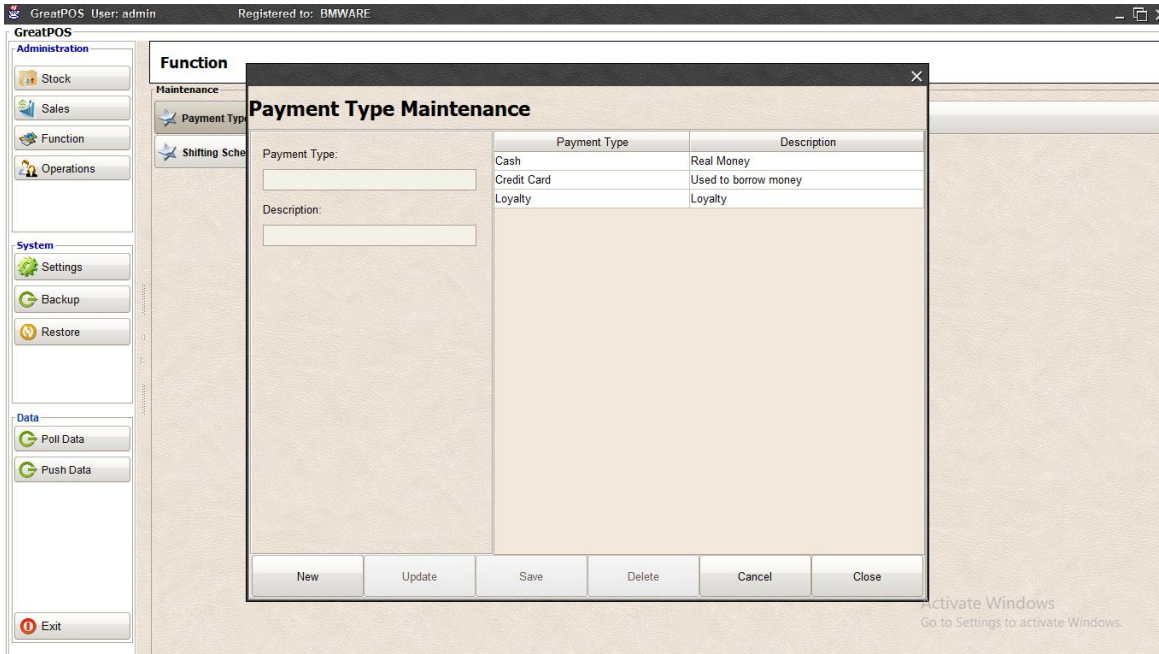 GreatPOS User: admin Registered to: BMWARE
GreatPOS
Administration
Stock
Sales
Function
Operations
System
Settings
Backup
Restore
Data
Poll Data
Push Data
Exit
Function
Maintenance
Payment Type
Shifting Sche
Payment Type Maintenance
Payment Type:
Description:
Payment Type Description
Cash Real Money
Credit Card Used to borrow money
Loyalty Loyalty
New Update Save Delete Cancel Close
Activate Windows
Go to Settings to activate Windows.